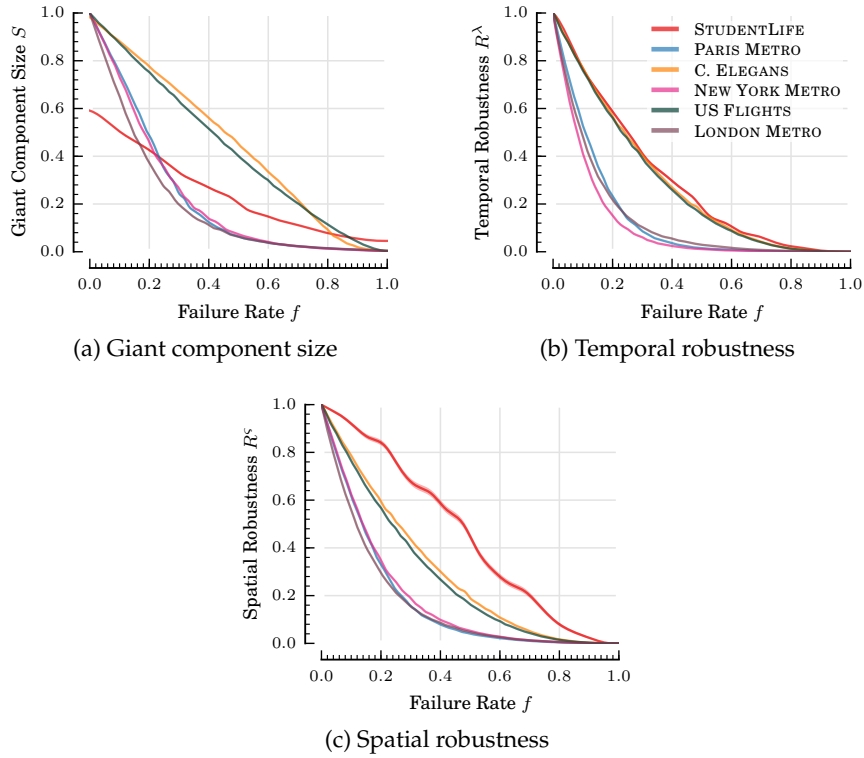 1.0
0.8
0.6
0.4
0.2
0.0
Giant Component Size S
0.0 0.2 0.4 0.6 0.8 1.0
Failure Rate f
(a) Giant component size
1.0
0.8
0.6
0.4
0.2
0.0
Temporal Robustness R^λ
STUDENTLIFE
PARIS METRO
C. ELEGANS
NEW YORK METRO
US FLIGHTS
LONDON METRO
0.0 0.2 0.4 0.6 0.8 1.0
Failure Rate f
(b) Temporal robustness
1.0
0.8
0.6
0.4
0.2
0.0
Spatial Robustness R^ς
0.0 0.2 0.4 0.6 0.8 1.0
Failure Rate f
(c) Spatial robustness